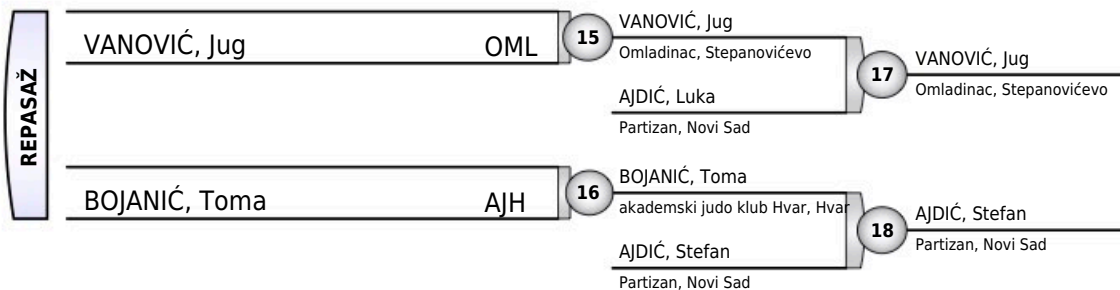 REPASAŽ
VANOVIĆ, Jug OML
15
VANOVIĆ, Jug
Omladinac, Stepanovićevo
AJDIĆ, Luka
Partizan, Novi Sad
17
VANOVIĆ, Jug
Omladinac, Stepanovićevo
BOJANIĆ, Toma AJH
16
BOJANIĆ, Toma
akademski judo klub Hvar, Hvar
AJDIĆ, Stefan
Partizan, Novi Sad
18
AJDIĆ, Stefan
Partizan, Novi Sad